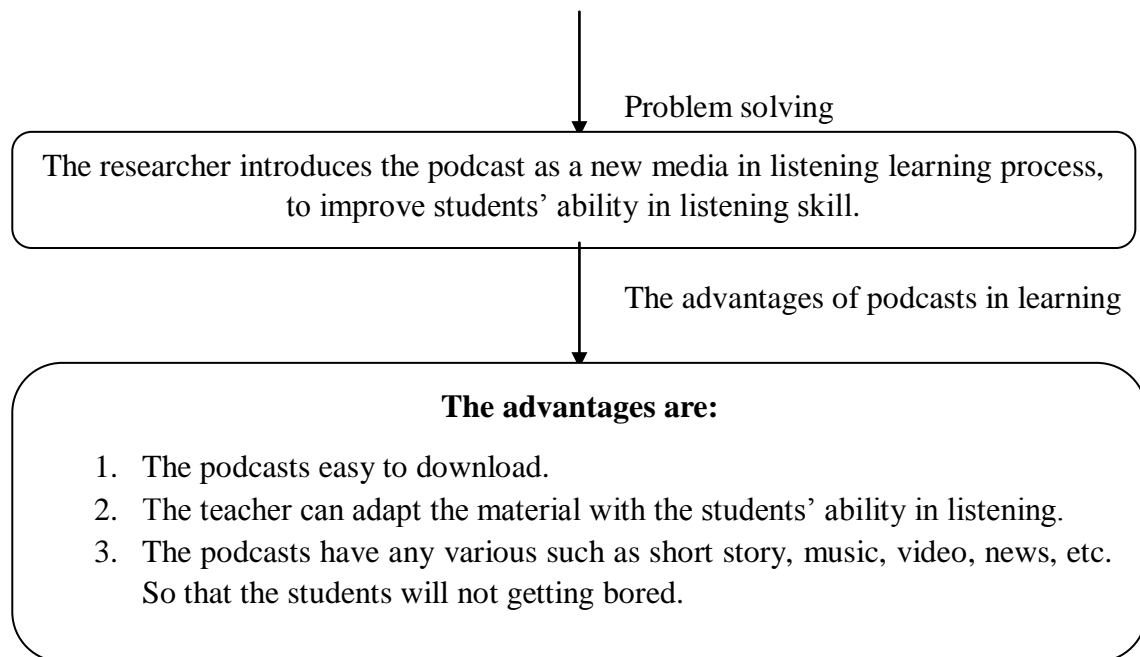 Problem solving
The researcher introduces the podcast as a new media in listening learning process,
to improve students’ ability in listening skill.
The advantages of podcasts in learning
The advantages are:
1. The podcasts easy to download.
2. The teacher can adapt the material with the students’ ability in listening.
3. The podcasts have any various such as short story, music, video, news, etc.
So that the students will not getting bored.